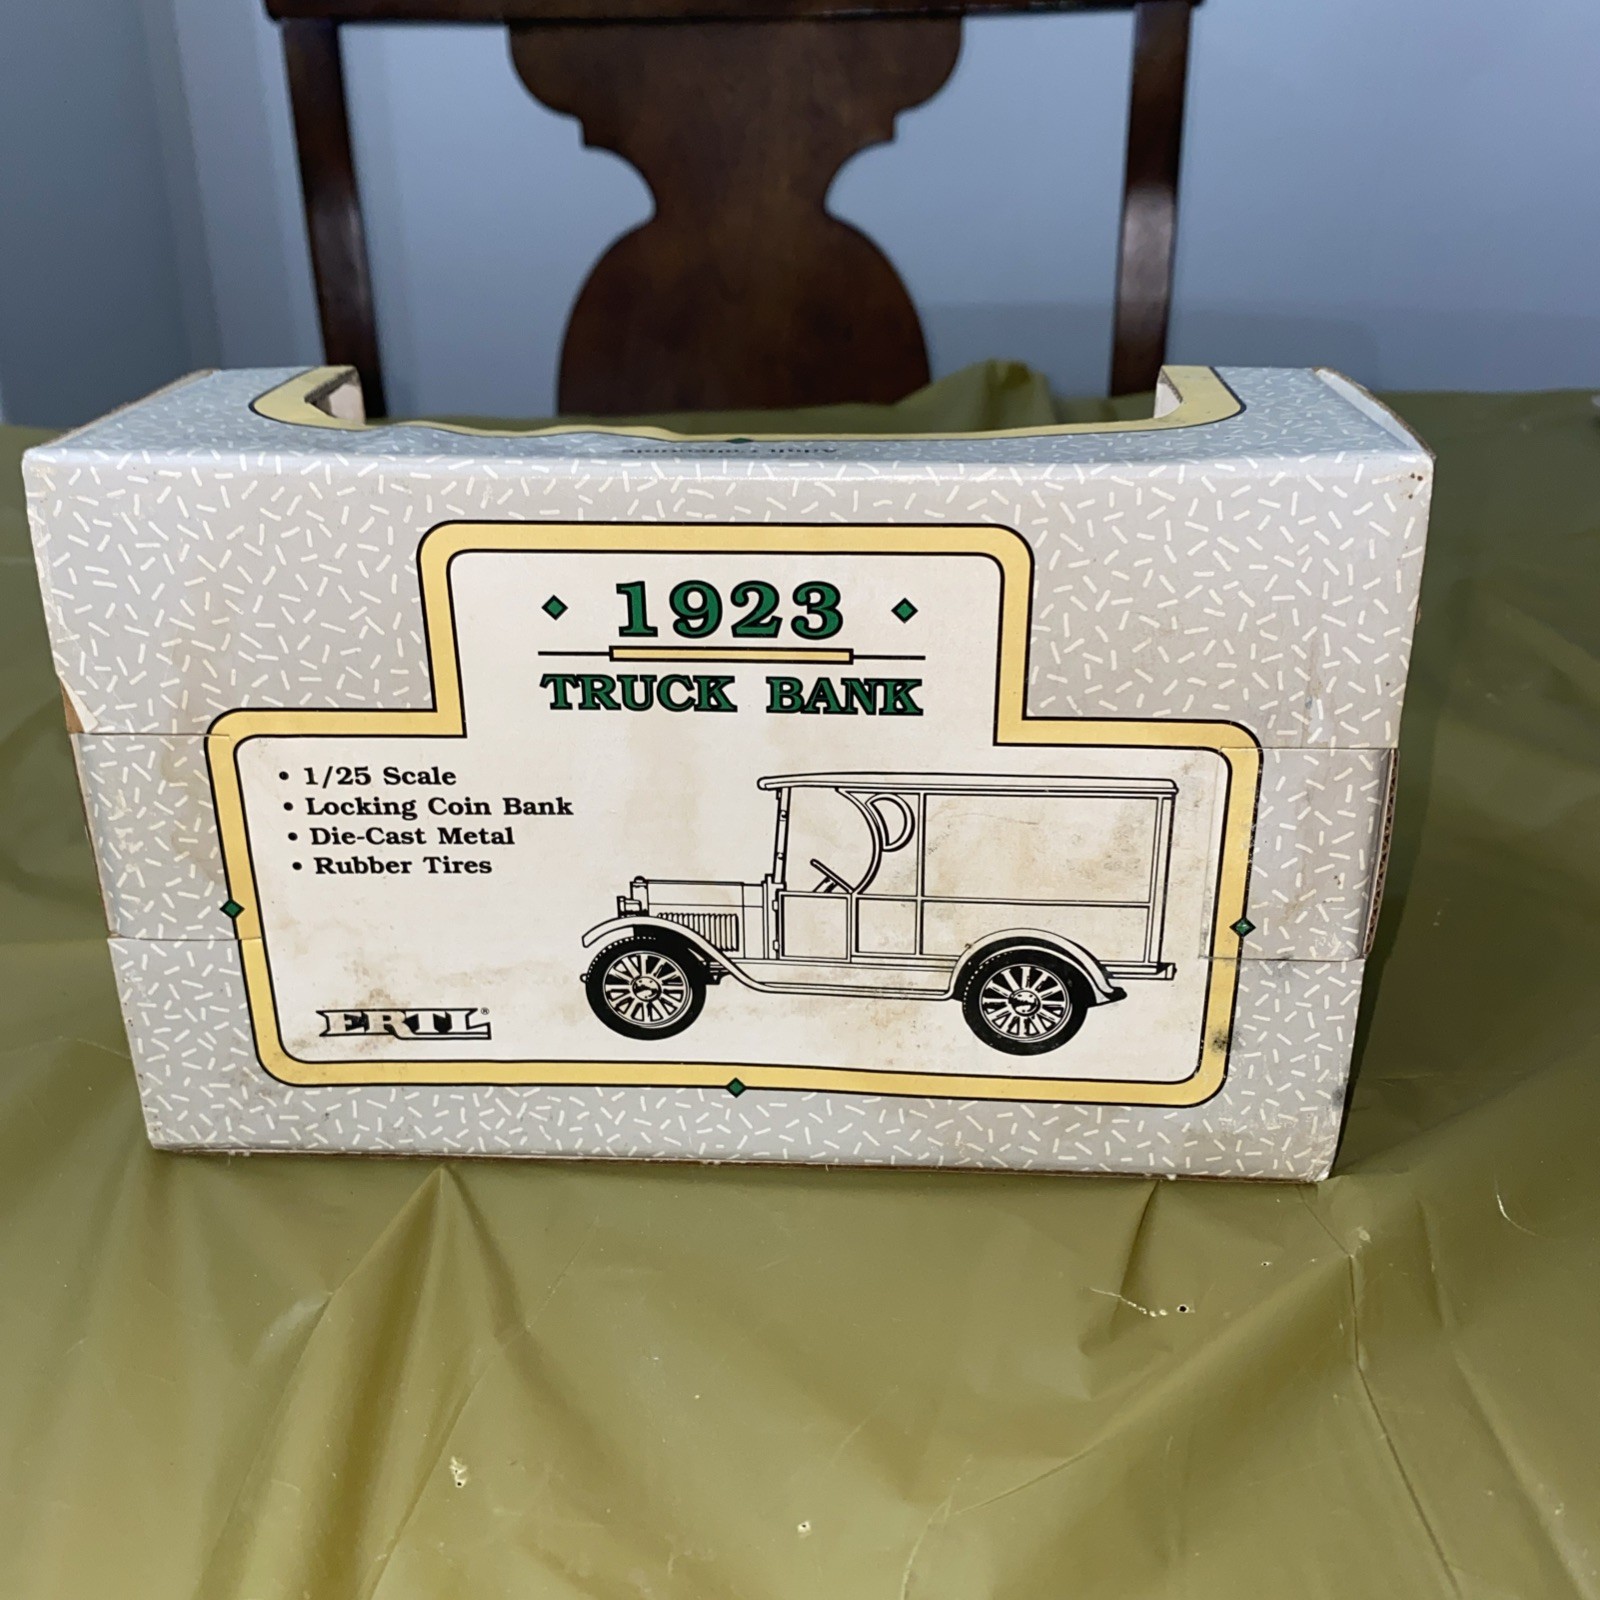 1923
TRUCK BANK
• 1/25 Scale
• Locking Coin Bank
• Die-Cast Metal
• Rubber Tires
ERTL®